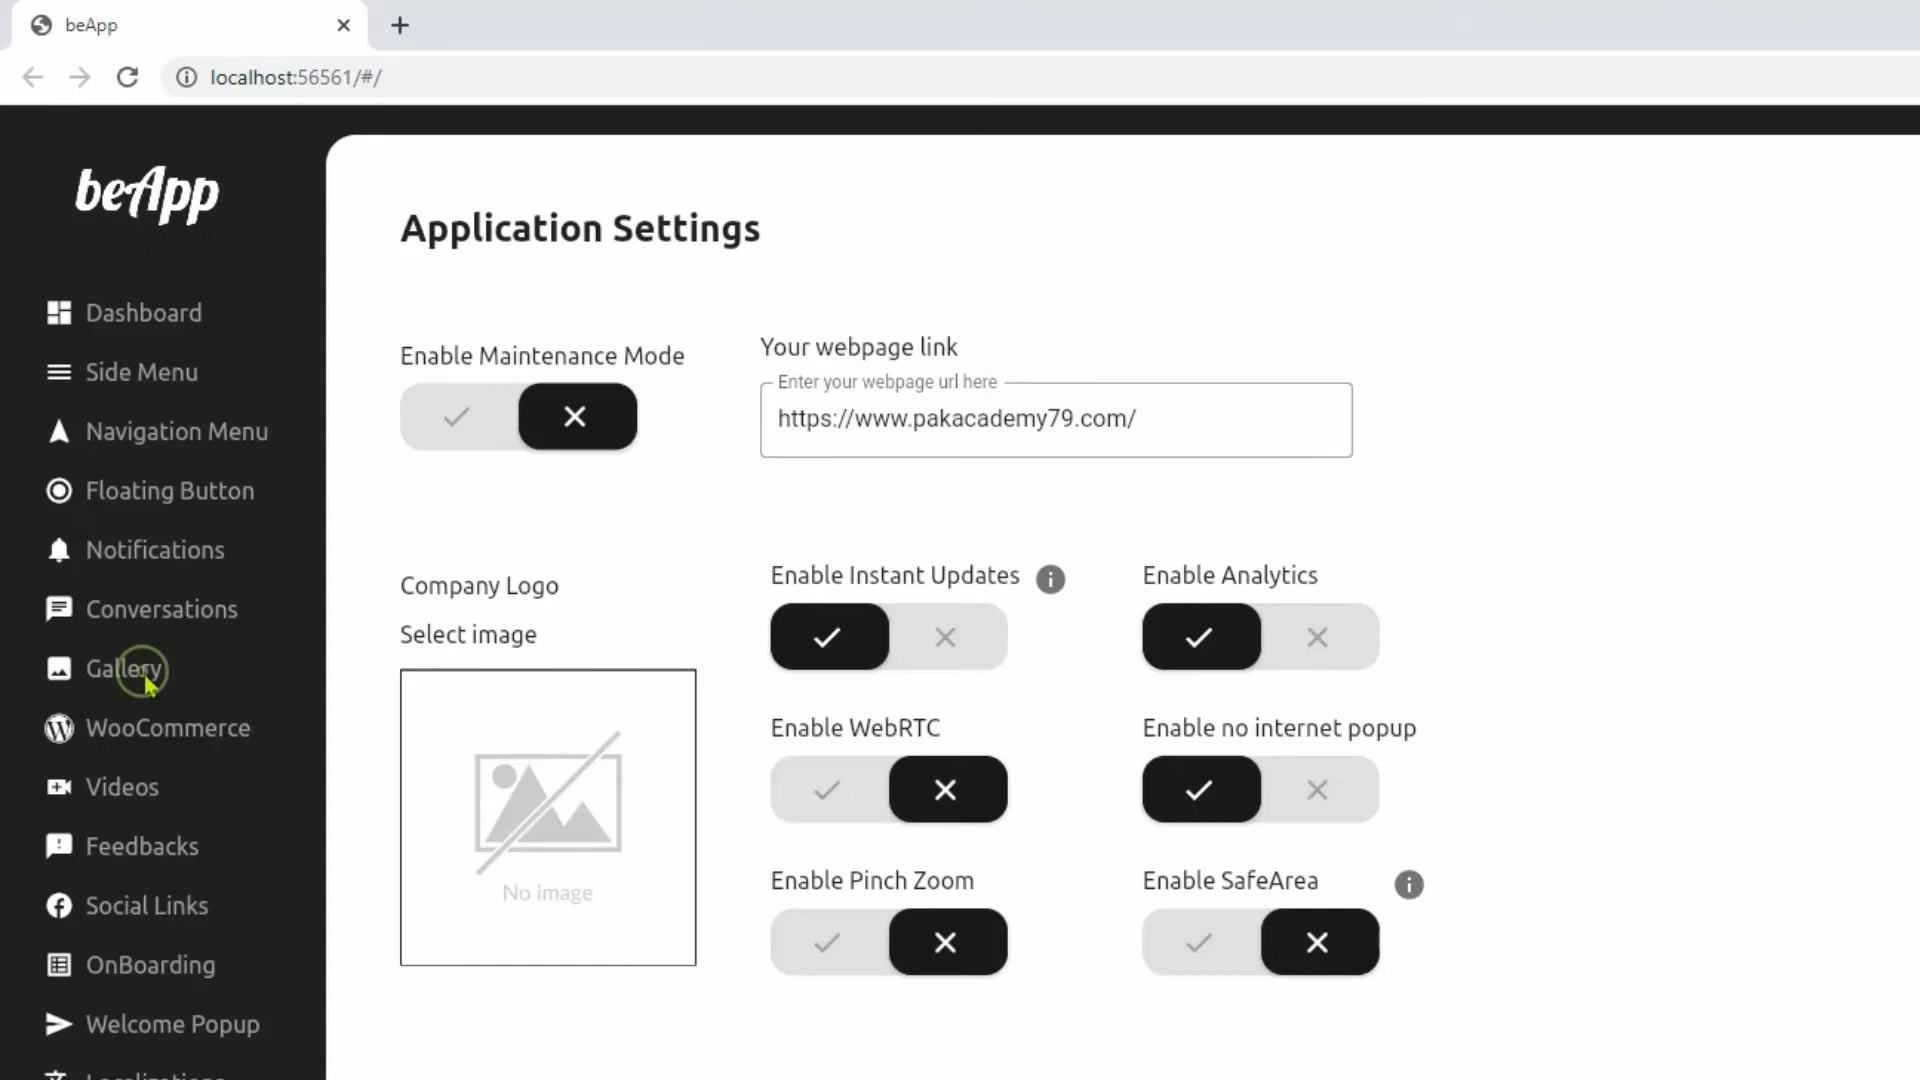 beApp
localhost:56561/#/
beApp
Dashboard
Side Menu
Navigation Menu
Floating Button
Notifications
Conversations
Gallery
WooCommerce
Videos
Feedbacks
Social Links
OnBoarding
Welcome Popup
Localizations
Application Settings
Enable Maintenance Mode
Your webpage link
Enter your webpage url here
https://www.pakacademy79.com/
Company Logo
Select image
No image
Enable Instant Updates
Enable Analytics
Enable WebRTC
Enable no internet popup
Enable Pinch Zoom
Enable SafeArea